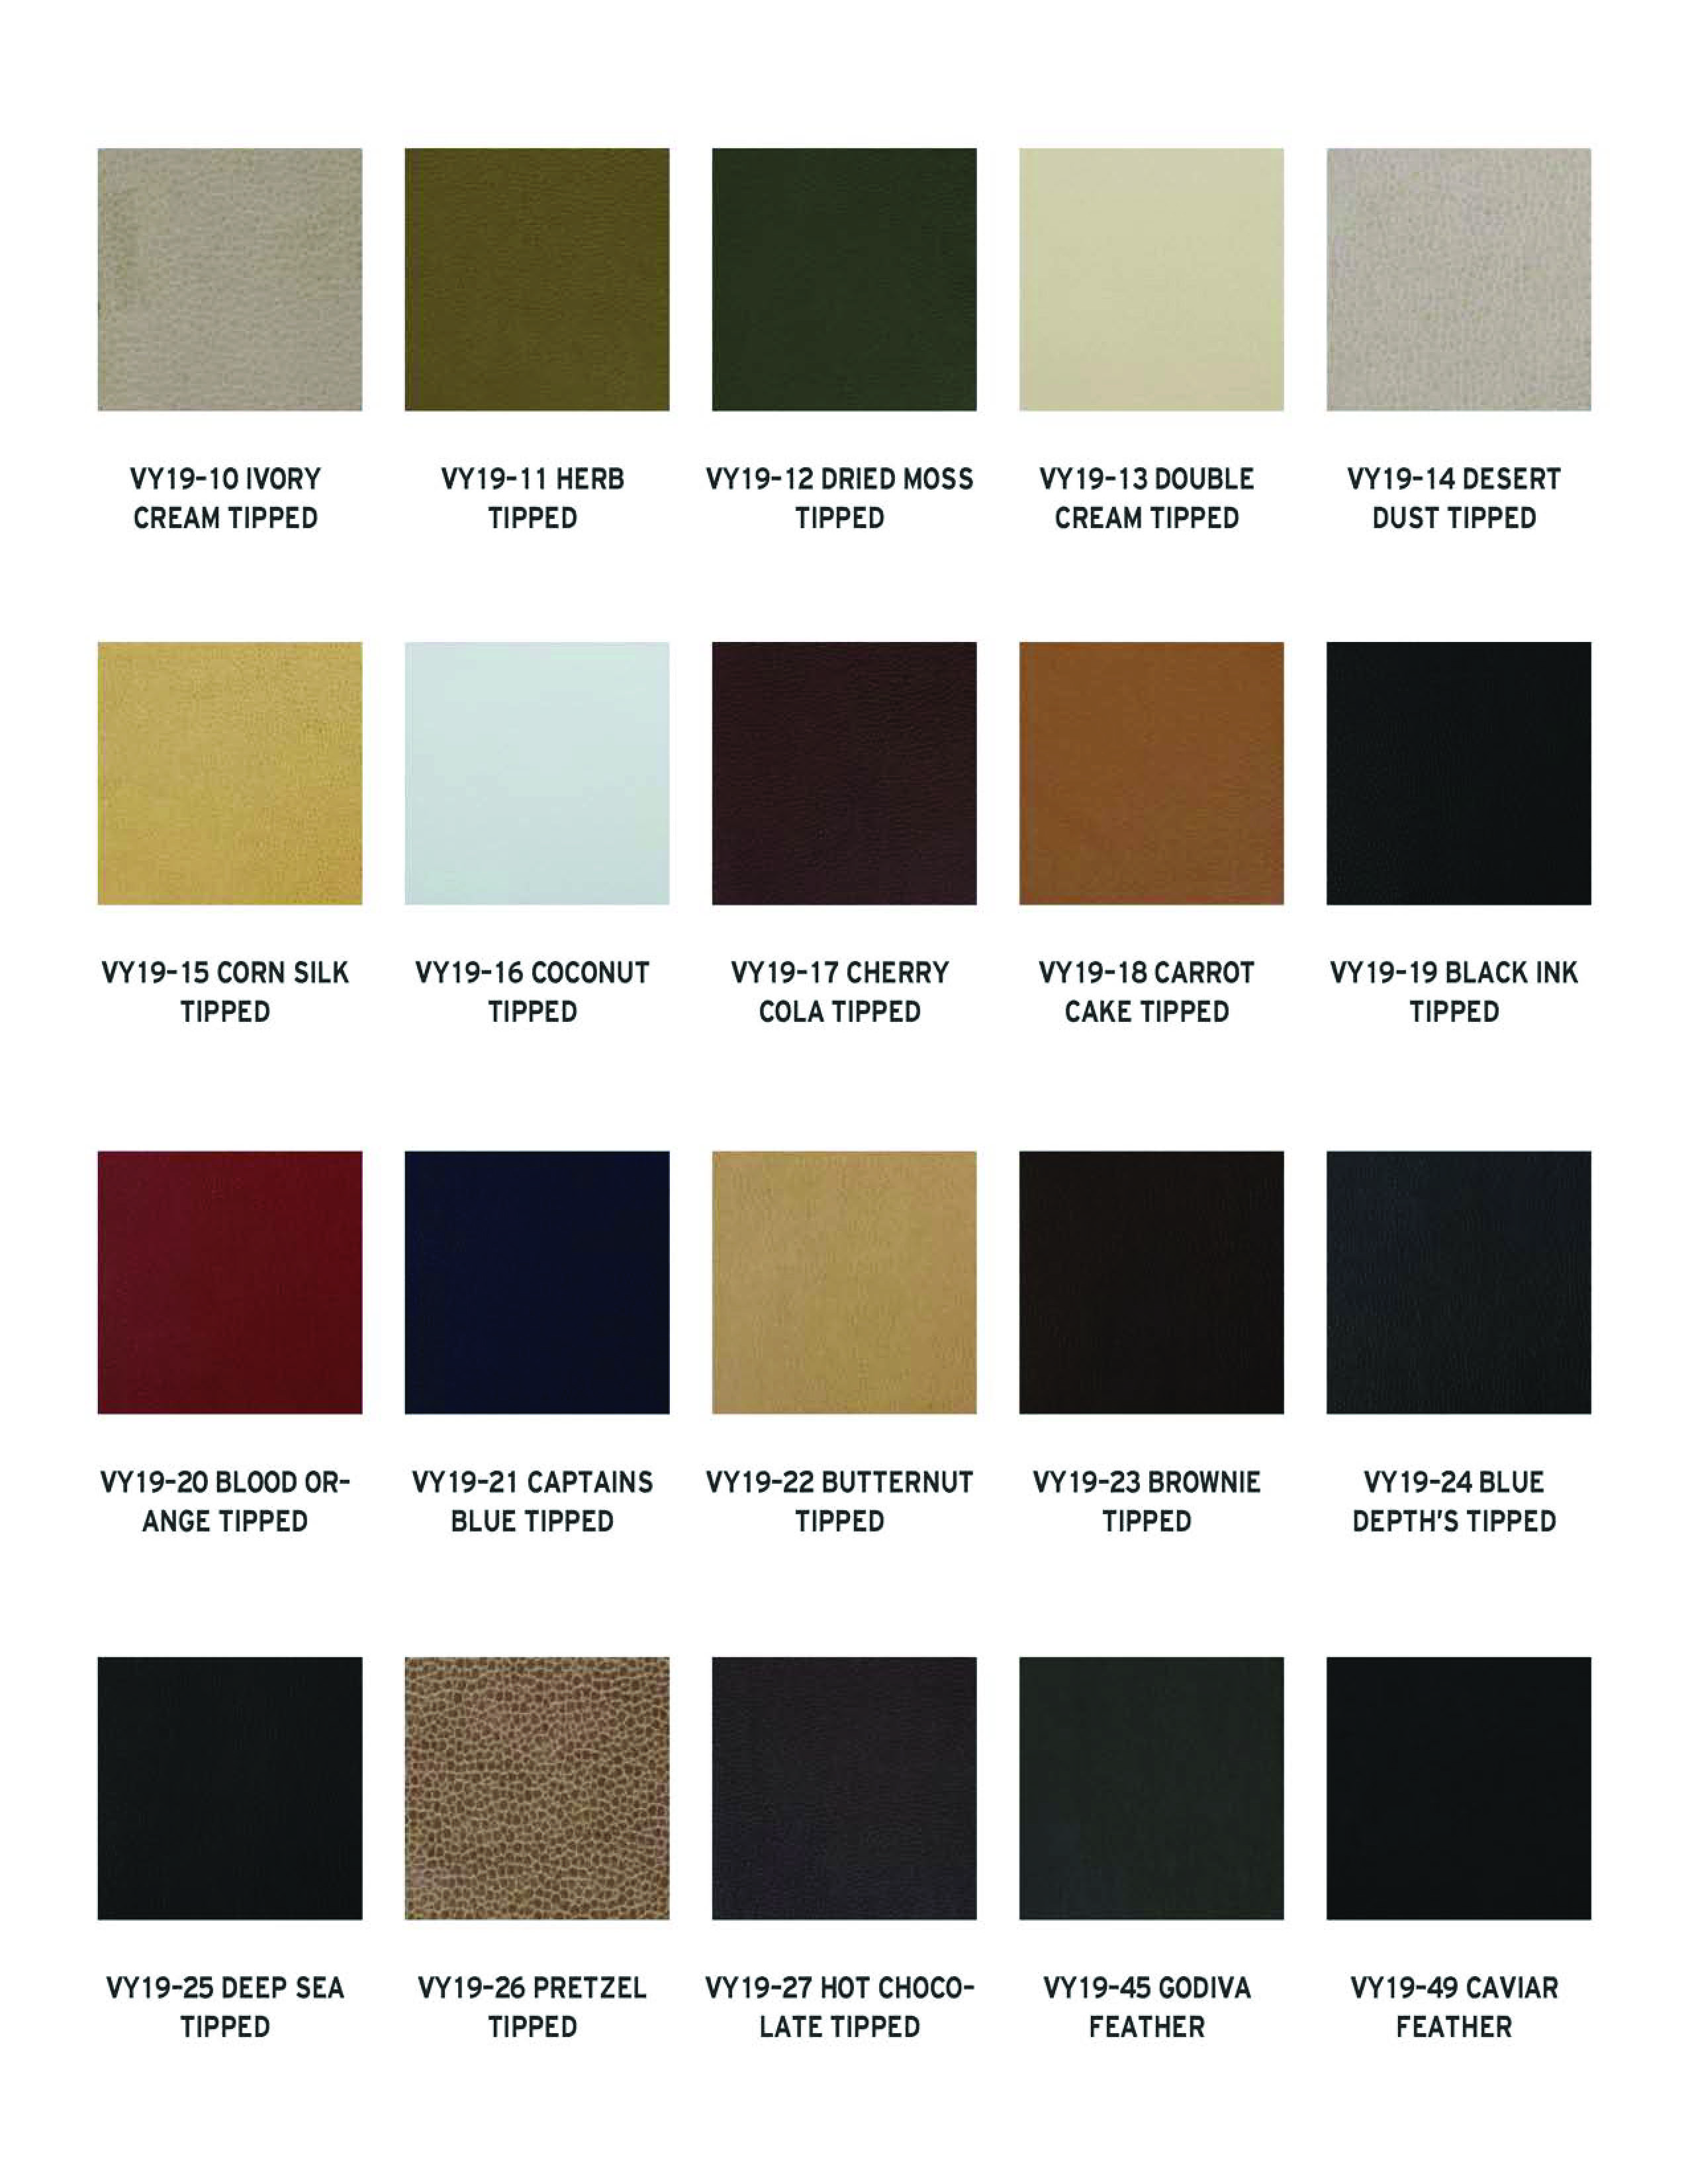 VY19-10 IVORY
CREAM TIPPED
VY19-11 HERB
TIPPED
VY19-12 DRIED MOSS
TIPPED
VY19-13 DOUBLE
CREAM TIPPED
VY19-14 DESERT
DUST TIPPED
VY19-15 CORN SILK
TIPPED
VY19-16 COCONUT
TIPPED
VY19-17 CHERRY
COLA TIPPED
VY19-18 CARROT
CAKE TIPPED
VY19-19 BLACK INK
TIPPED
VY19-20 BLOOD OR-
ANGE TIPPED
VY19-21 CAPTAINS
BLUE TIPPED
VY19-22 BUTTERNUT
TIPPED
VY19-23 BROWNIE
TIPPED
VY19-24 BLUE
DEPTH'S TIPPED
VY19-25 DEEP SEA
TIPPED
VY19-26 PRETZEL
TIPPED
VY19-27 HOT CHOCO-
LATE TIPPED
VY19-45 GODIVA
FEATHER
VY19-49 CAVIAR
FEATHER